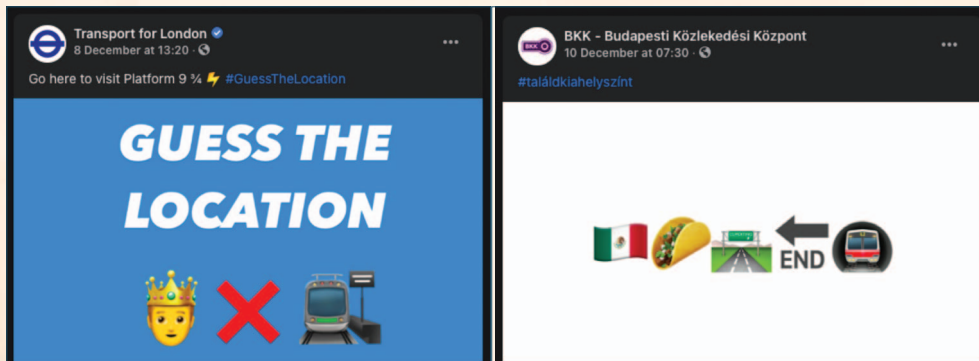 Transport for London
8 December at 13:20 ·
Go here to visit Platform 9 ¾ ⚡ #GuessTheLocation
GUESS THE
LOCATION
BKK - Budapesti Közlekedési Központ
10 December at 07:30 ·
#találdkiahelyszínt
END